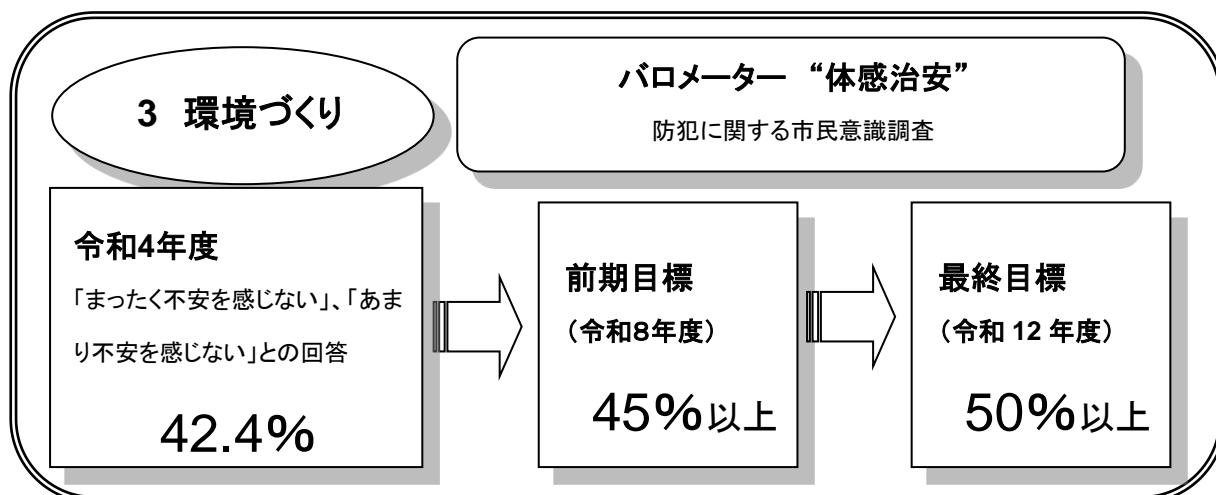 3 環境づくり
バロメーター “体感治安”
防犯に関する市民意識調査
令和4年度
「まったく不安を感じない」、「あま
り不安を感じない」との回答
42.4%
前期目標
（令和８年度）
45%以上
最終目標
（令和 12 年度）
50%以上